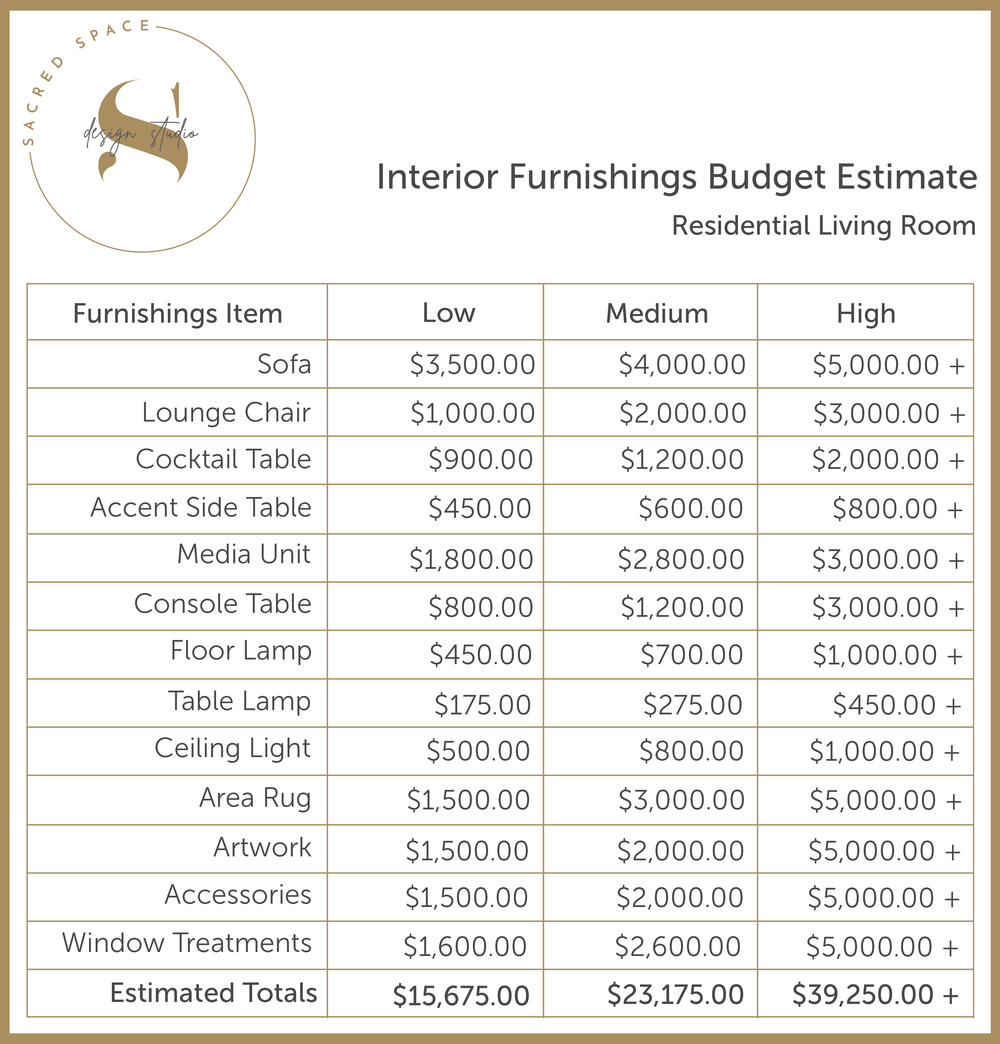 SACRED SPACE
design studio
Interior Furnishings Budget Estimate
Residential Living Room
Furnishings Item Low Medium High
Sofa $3,500.00 $4,000.00 $5,000.00 +
Lounge Chair $1,000.00 $2,000.00 $3,000.00 +
Cocktail Table $900.00 $1,200.00 $2,000.00 +
Accent Side Table $450.00 $600.00 $800.00 +
Media Unit $1,800.00 $2,800.00 $3,000.00 +
Console Table $800.00 $1,200.00 $3,000.00 +
Floor Lamp $450.00 $700.00 $1,000.00 +
Table Lamp $175.00 $275.00 $450.00 +
Ceiling Light $500.00 $800.00 $1,000.00 +
Area Rug $1,500.00 $3,000.00 $5,000.00 +
Artwork $1,500.00 $2,000.00 $5,000.00 +
Accessories $1,500.00 $2,000.00 $5,000.00 +
Window Treatments $1,600.00 $2,600.00 $5,000.00 +
Estimated Totals $15,675.00 $23,175.00 $39,250.00 +